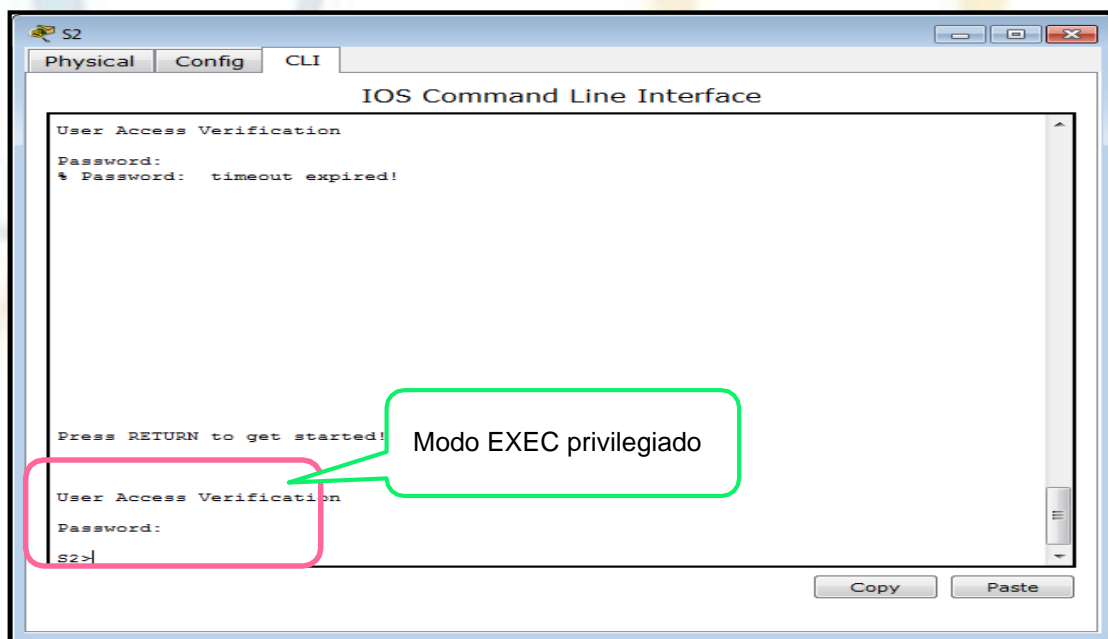 S2
Physical Config CLI
IOS Command Line Interface
User Access Verification
Password:
% Password:  timeout expired!
Press RETURN to get started!
Modo EXEC privilegiado
User Access Verification
Password:
S2>
Copy Paste